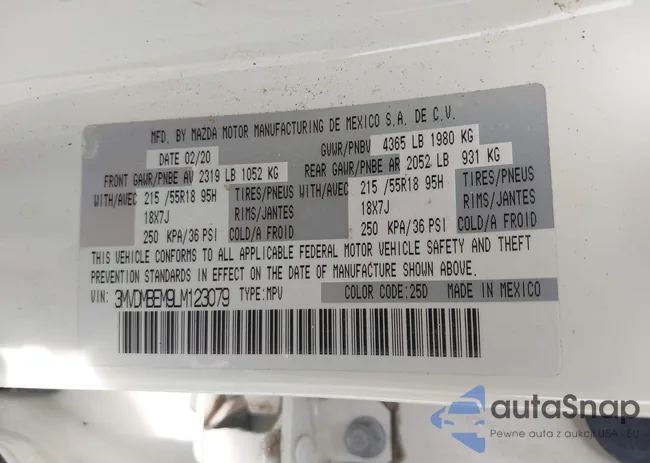 MFD. BY MAZDA MOTOR MANUFACTURING DE MEXICO S.A. DE C.V.
DATE 02/20 GVWR/PNBV 4365 LB 1980 KG
FRONT GAWR/PNBE AV 2319 LB 1052 KG REAR GAWR/PNBE AR 2052 LB 931 KG
WITH/AVEC 215 /55R18 95H TIRES/PNEUS WITH/AVEC 215 /55R18 95H TIRES/PNEUS
18X7J RIMS/JANTES 18X7J RIMS/JANTES
250 KPA/36 PSI COLD/A FROID 250 KPA/36 PSI COLD/A FROID
THIS VEHICLE CONFORMS TO ALL APPLICABLE FEDERAL MOTOR VEHICLE SAFETY AND THEFT
PREVENTION STANDARDS IN EFFECT ON THE DATE OF MANUFACTURE SHOWN ABOVE.
VIN: 3MVDMBEM9LM123079 TYPE:MPV COLOR CODE:25D MADE IN MEXICO
autaSnap
Pewne auta z aukcji USA - EU